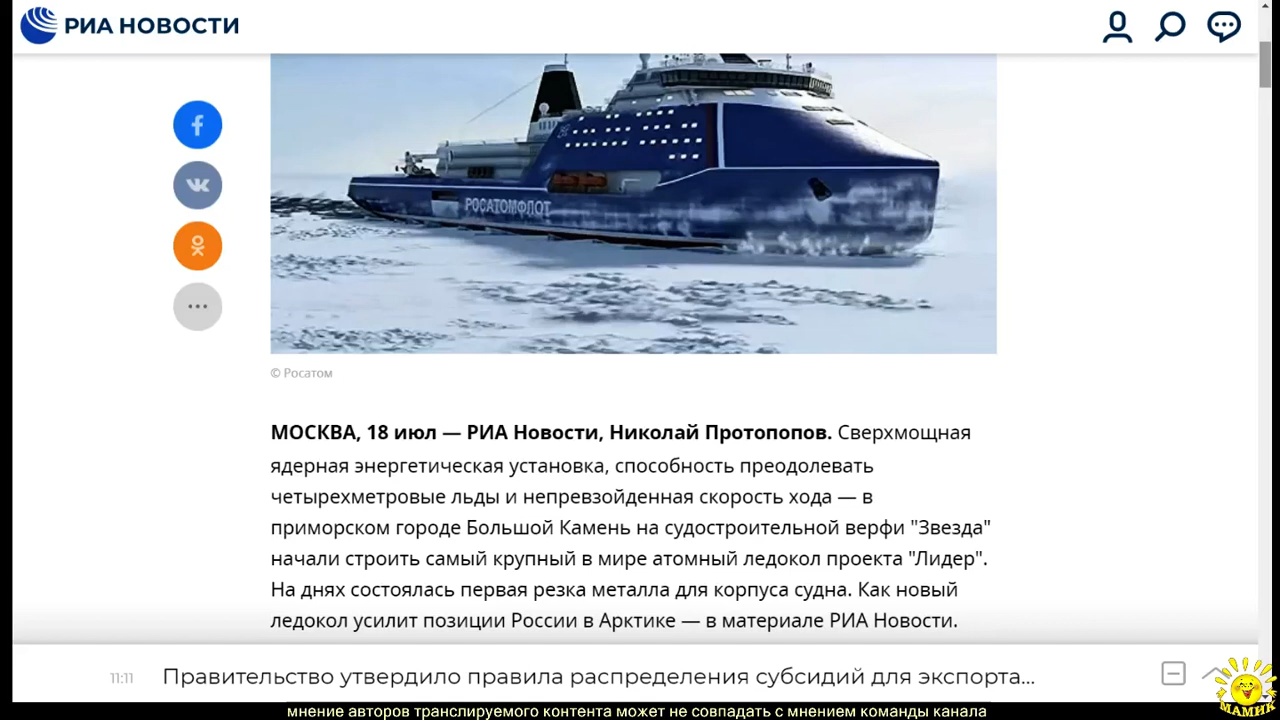 РИА НОВОСТИ
РОСАТОМФЛОТ
© Росатом
МОСКВА, 18 июл — РИА Новости, Николай Протопопов. Сверхмощная
ядерная энергетическая установка, способность преодолевать
четырехметровые льды и непревзойденная скорость хода — в
приморском городе Большой Камень на судостроительной верфи "Звезда"
начали строить самый крупный в мире атомный ледокол проекта "Лидер".
На днях состоялась первая резка металла для корпуса судна. Как новый
ледокол усилит позиции России в Арктике — в материале РИА Новости.
11:11 Правительство утвердило правила распределения субсидий для экспорта...
МАМИК
мнение авторов транслируемого контента может не совпадать с мнением команды канала